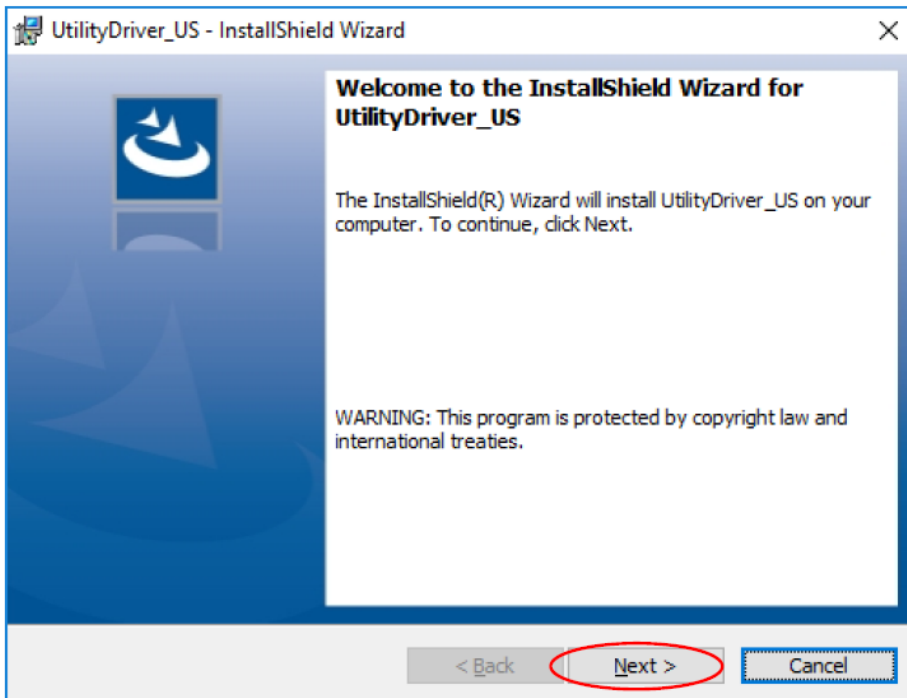 UtilityDriver_US - InstallShield Wizard
Welcome to the InstallShield Wizard for
UtilityDriver_US
The InstallShield(R) Wizard will install UtilityDriver_US on your
computer. To continue, click Next.
WARNING: This program is protected by copyright law and
international treaties.
< Back
Next >
Cancel